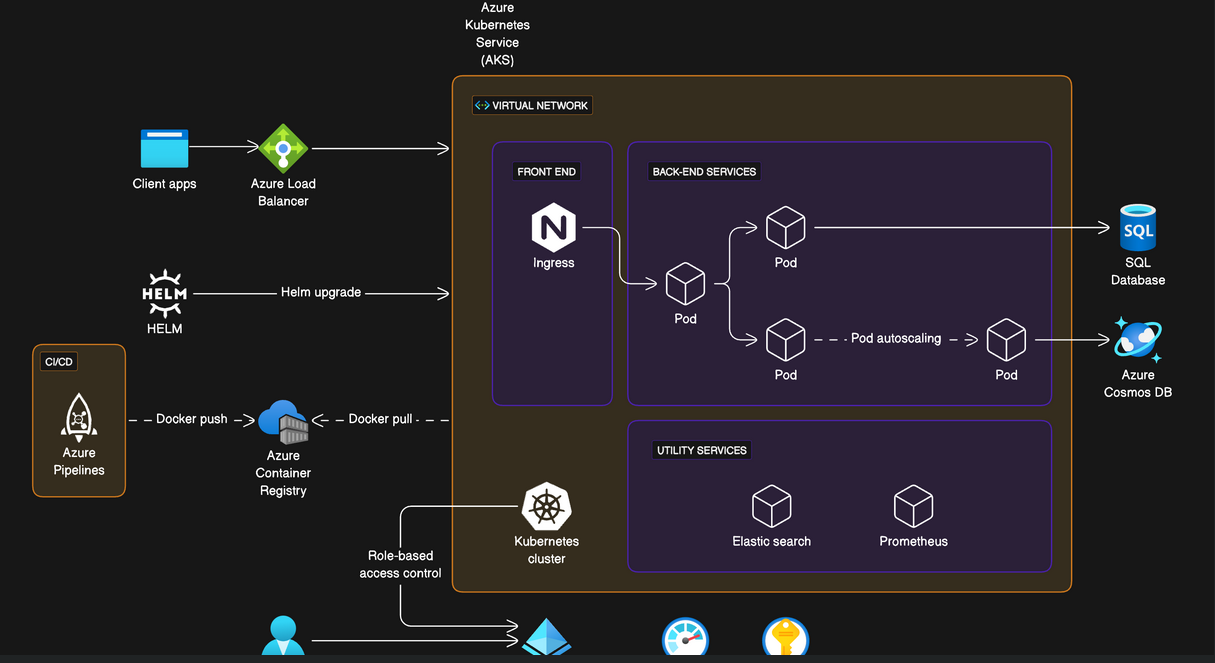 Azure
Kubernetes
Service
(AKS)
VIRTUAL NETWORK
FRONT END
BACK-END SERVICES
Client apps
Azure Load
Balancer
Ingress
Pod
Pod
SQL
SQL
Database
HELM
HELM
Helm upgrade
Pod
Pod autoscaling
Pod
Azure
Cosmos DB
CI/CD
Azure
Pipelines
Docker push
Azure
Container
Registry
Docker pull
UTILITY SERVICES
Elastic search
Prometheus
Kubernetes
cluster
Role-based
access control